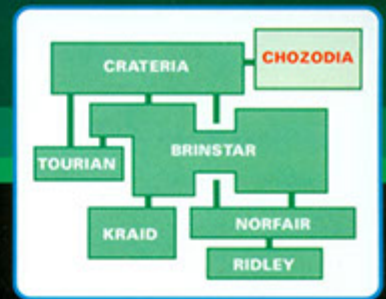 CRATERIA
CHOZODIA
BRINSTAR
TOURIAN
KRAID
NORFAIR
RIDLEY